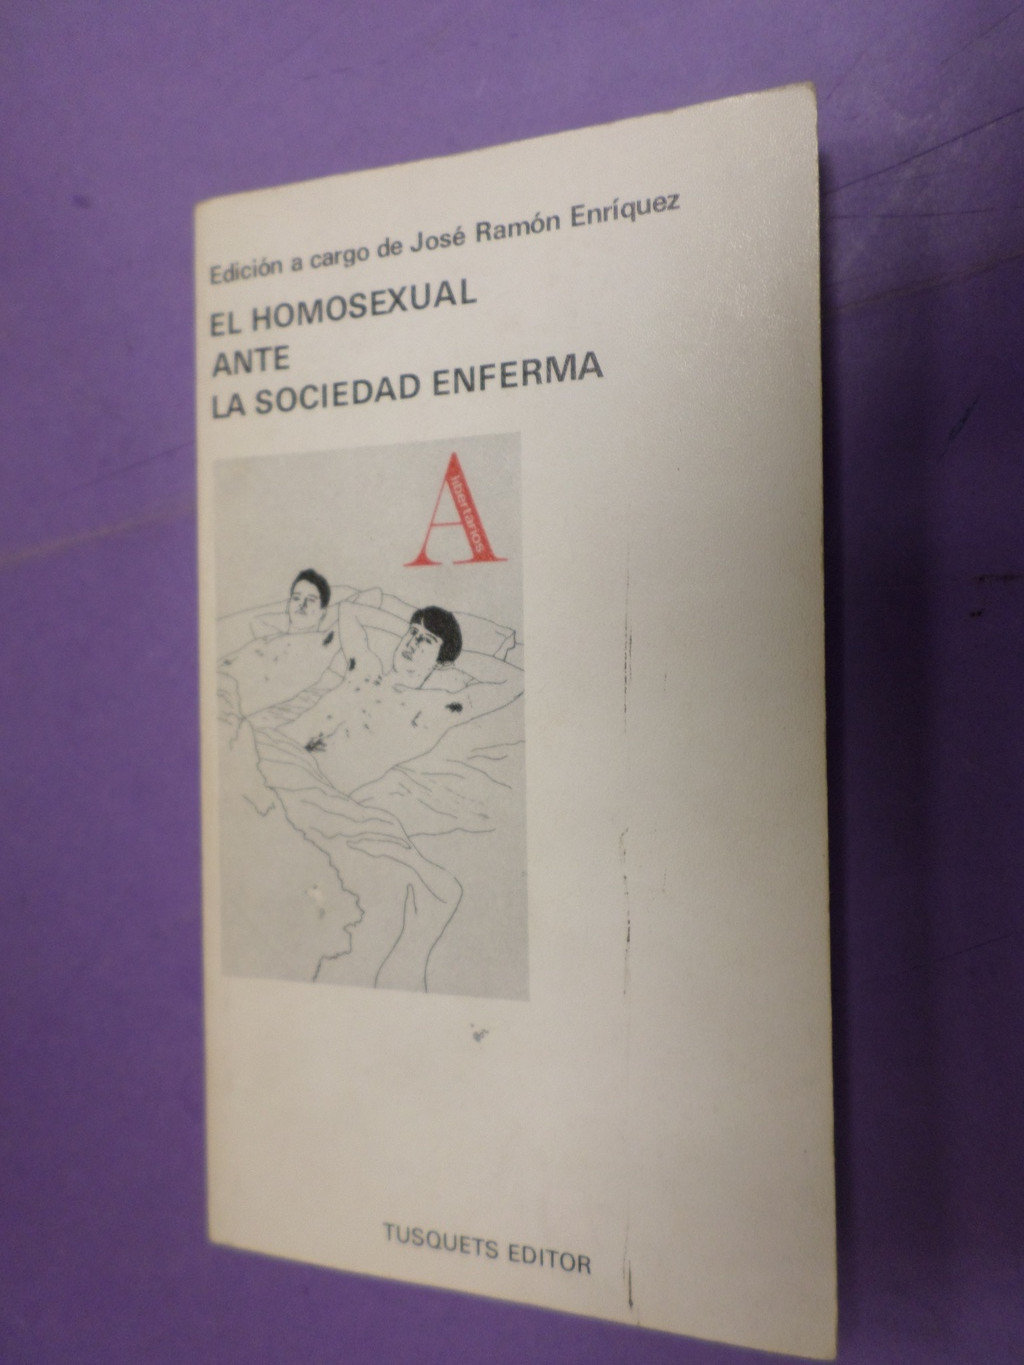 Edición a cargo de José Ramón Enríquez
EL HOMOSEXUAL
ANTE
LA SOCIEDAD ENFERMA
A
libertarios
TUSQUETS EDITOR